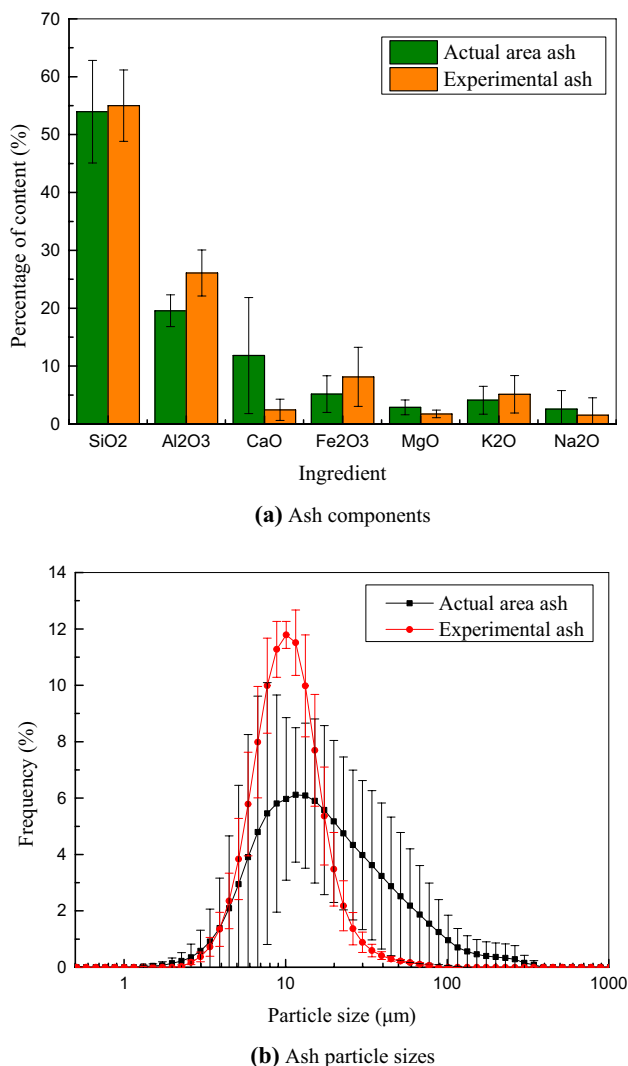 70
60
50
40
30
20
10
0
Percentage of content (%)
Actual area ash
Experimental ash
SiO2 Al2O3 CaO Fe2O3 MgO K2O Na2O
Ingredient
(a) Ash components
14
12
10
8
6
4
2
0
Frequency (%)
Actual area ash
Experimental ash
1 10 100 1000
Particle size (μm)
(b) Ash particle sizes